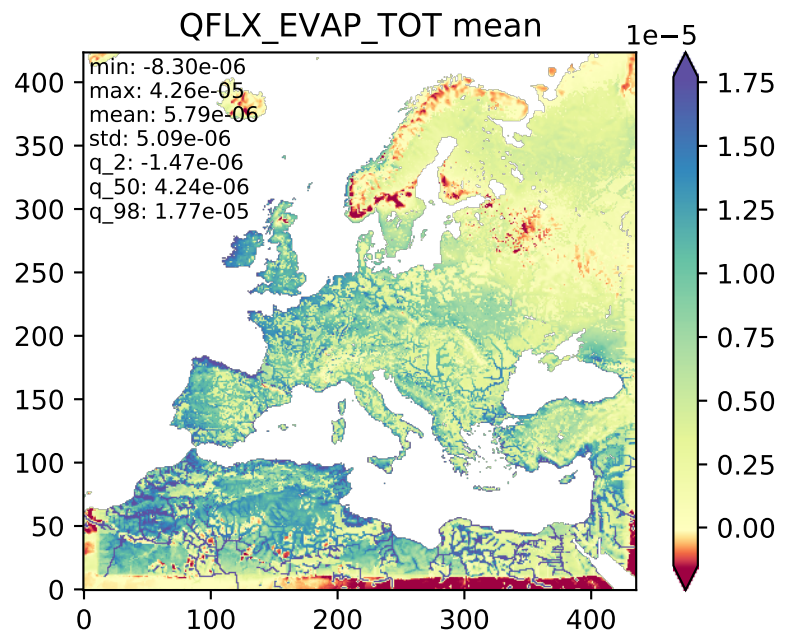 QFLX_EVAP_TOT mean
1e−5
min: -8.30e-06
max: 4.26e-05
mean: 5.79e-06
std: 5.09e-06
q_2: -1.47e-06
q_50: 4.24e-06
q_98: 1.77e-05
400
350
300
250
200
150
100
50
0
0 100 200 300 400
1.75
1.50
1.25
1.00
0.75
0.50
0.25
0.00